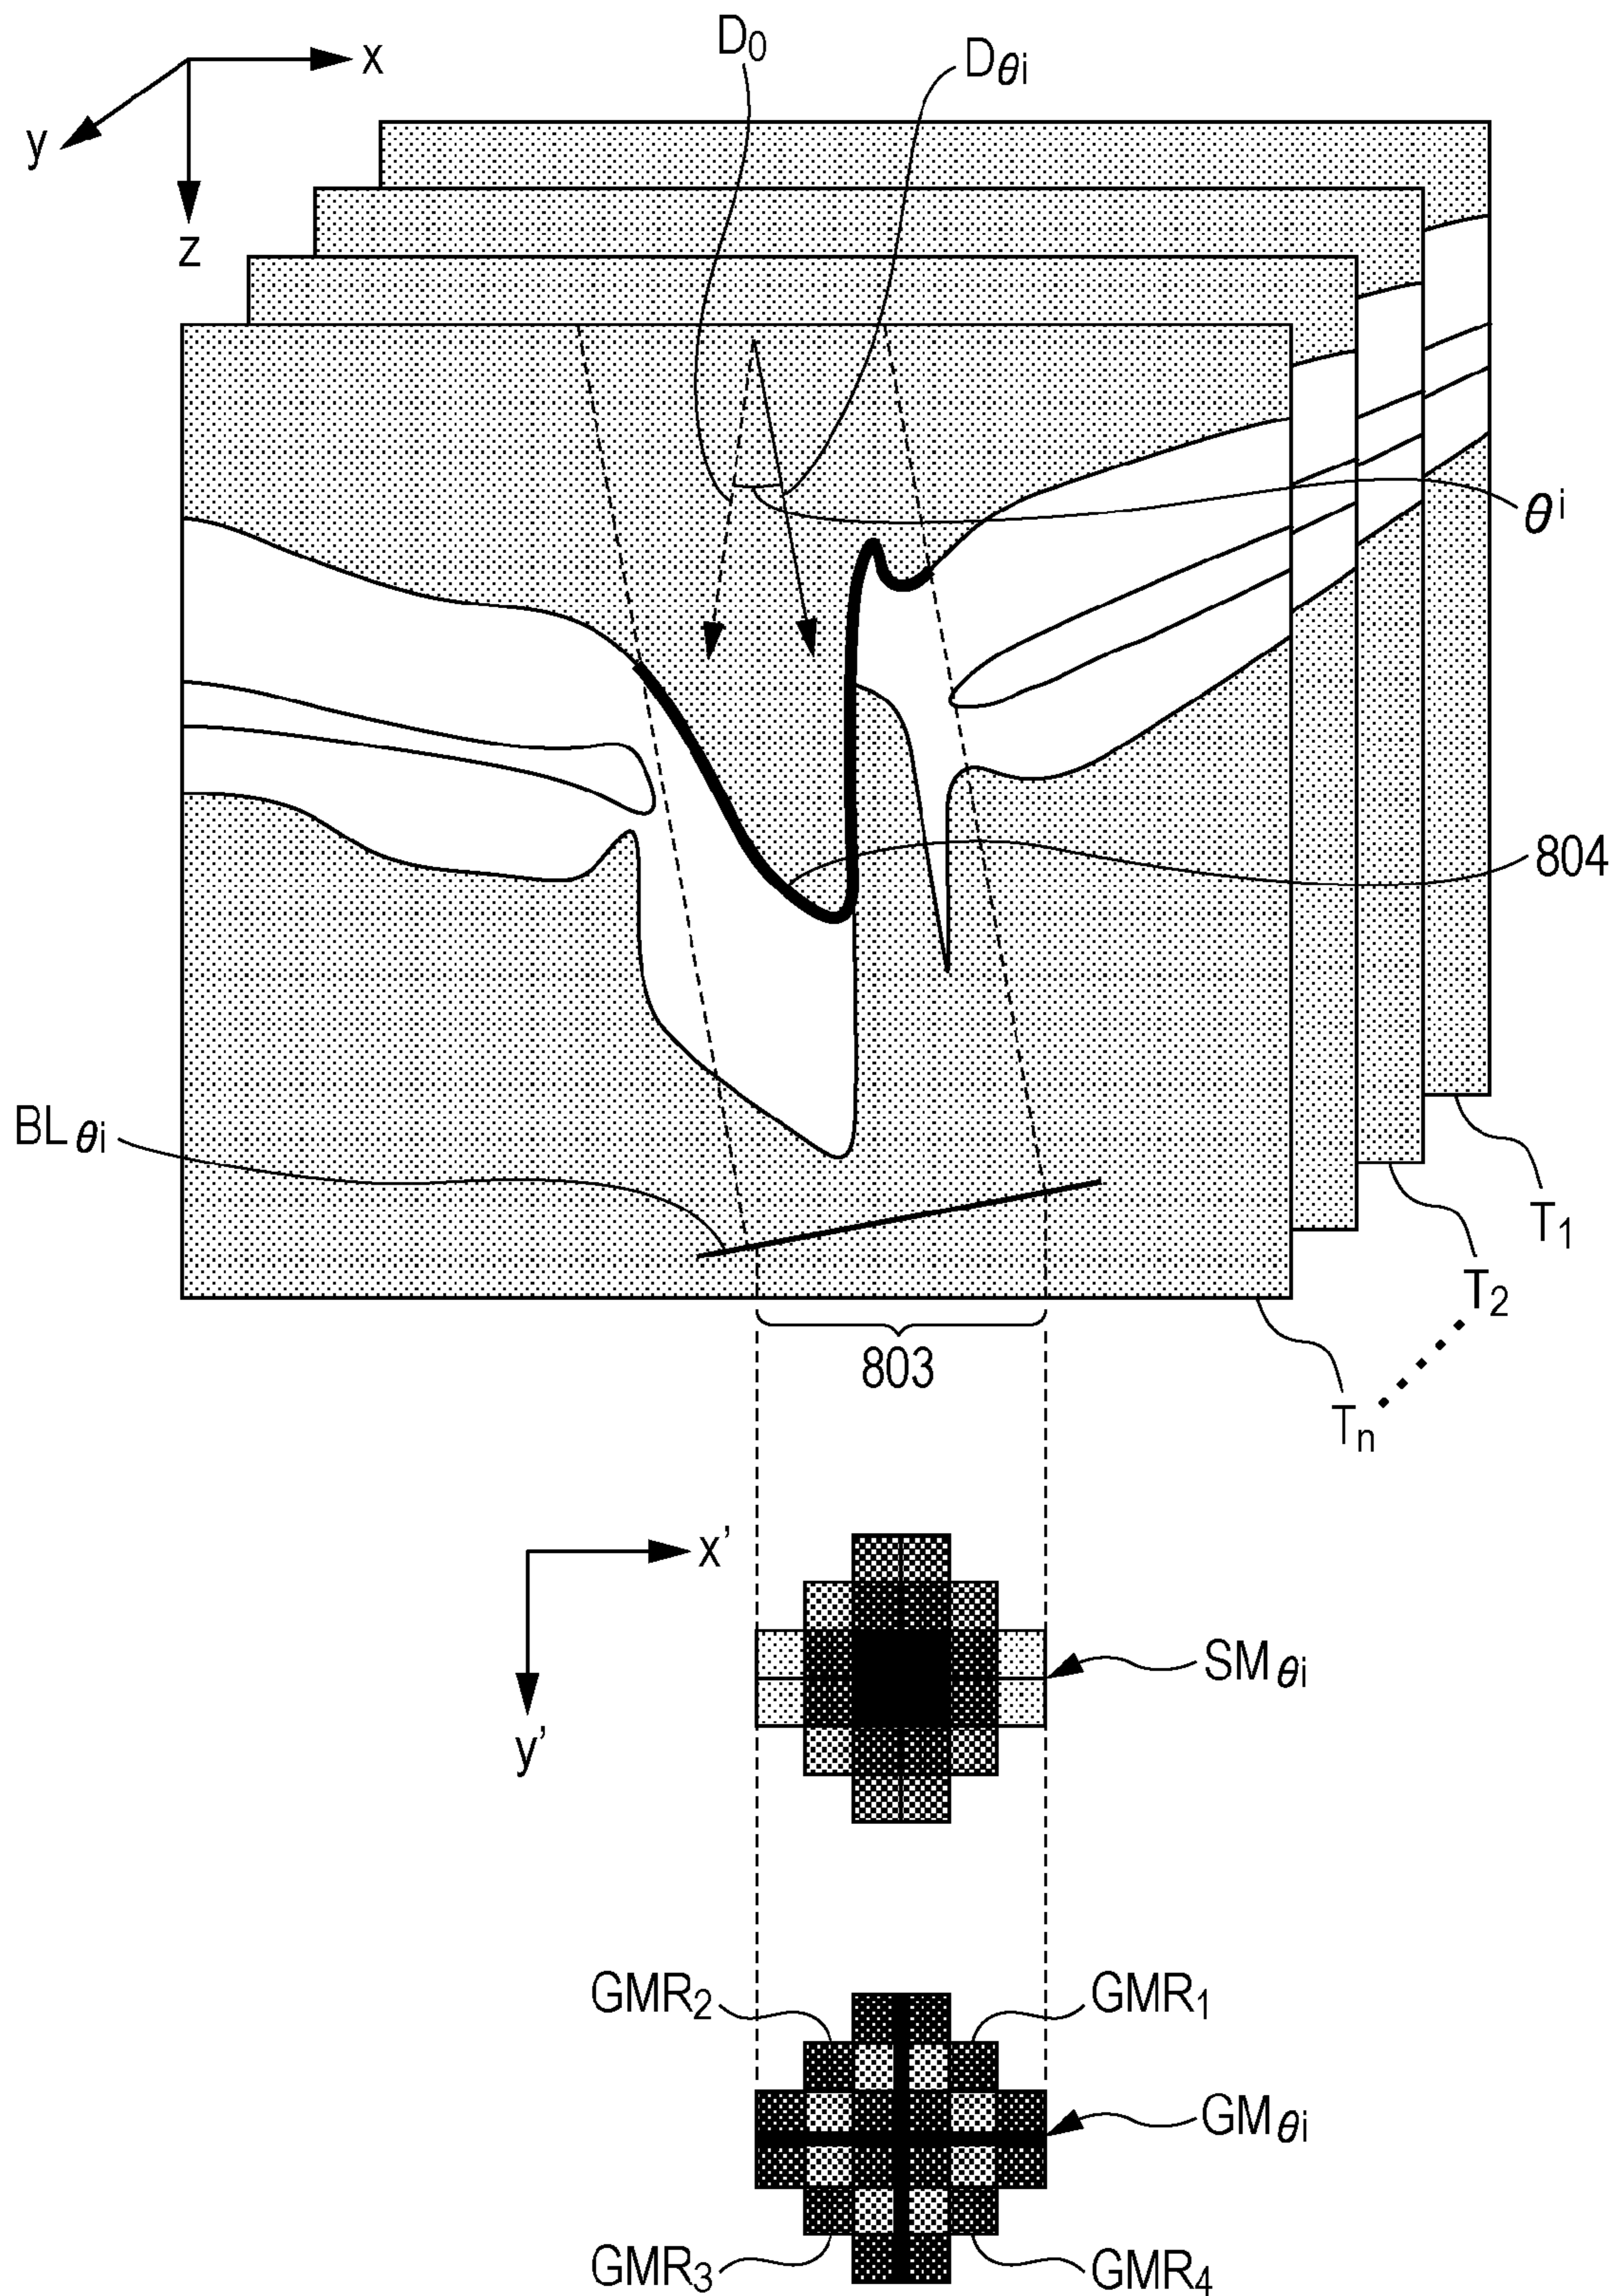 D0
Dθi
x
y
z
θi
804
BLθi
T1
T2
803
Tn
x'
SMθi
y'
GMR2
GMR1
GMθi
GMR3
GMR4